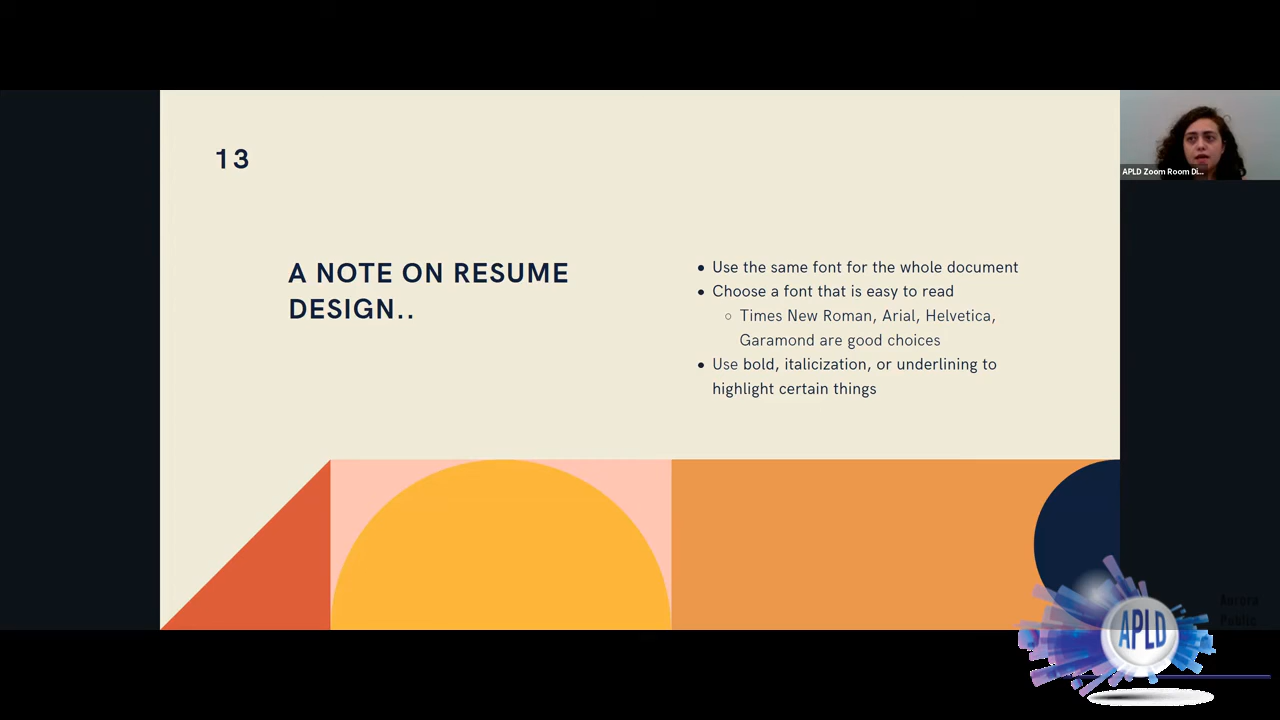 13
A NOTE ON RESUME
DESIGN..
Use the same font for the whole document
Choose a font that is easy to read
Times New Roman, Arial, Helvetica,
Garamond are good choices
Use bold, italicization, or underlining to
highlight certain things
APLD Zoom Room Di...
APLD
Aurora
Public